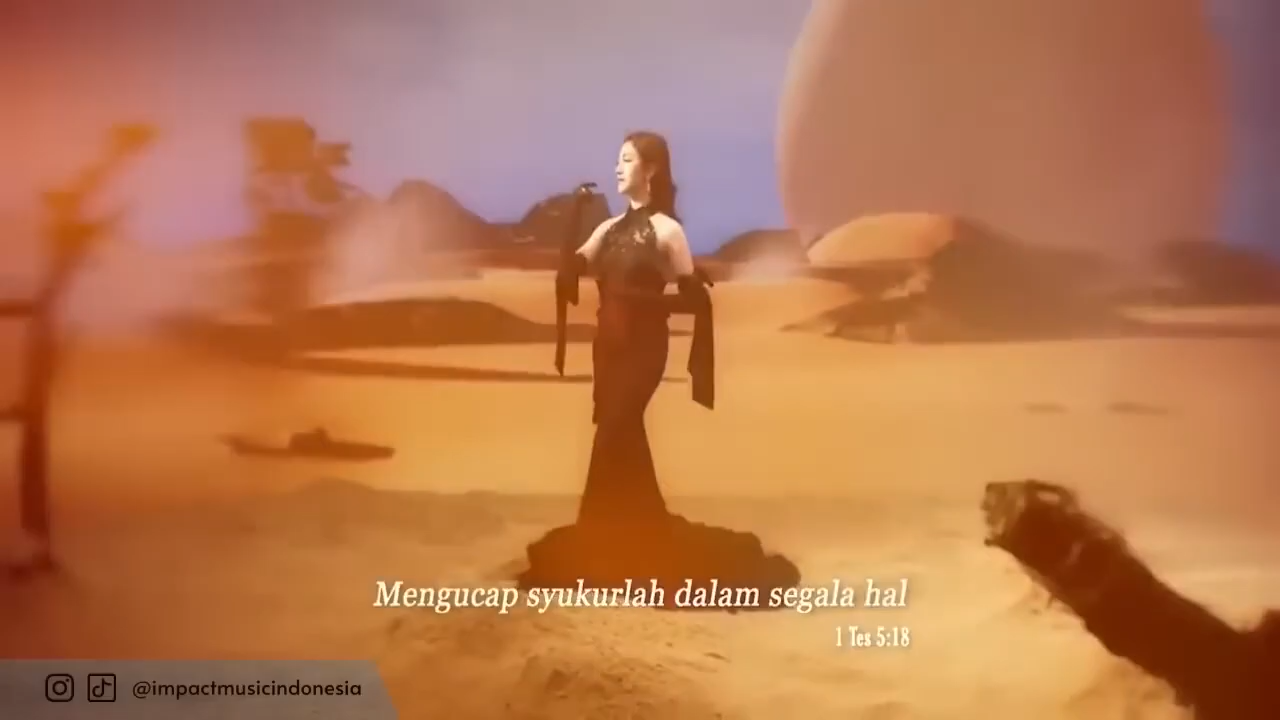 Mengucap syukurlah dalam segala hal
1 Tes 5:18
@impactmusicindonesia